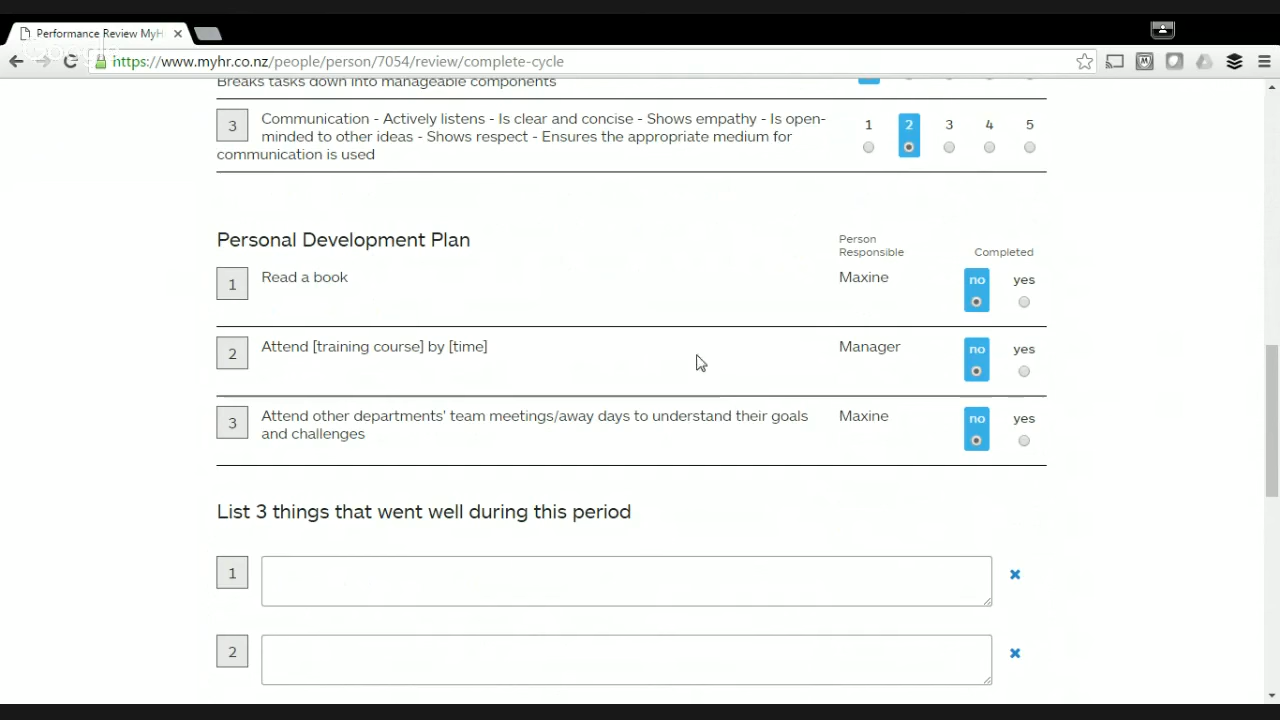 Performance Review MyH
https://www.myhr.co.nz/people/person/7054/review/complete-cycle
Breaks tasks down into manageable components
3 Communication - Actively listens - Is clear and concise - Shows empathy - Is open-
minded to other ideas - Shows respect - Ensures the appropriate medium for
communication is used
1 2 3 4 5
Personal Development Plan
Person
Responsible
Completed
1 Read a book Maxine no yes
2 Attend [training course] by [time] Manager no yes
3 Attend other departments' team meetings/away days to understand their goals
and challenges
Maxine no yes
List 3 things that went well during this period
1
2